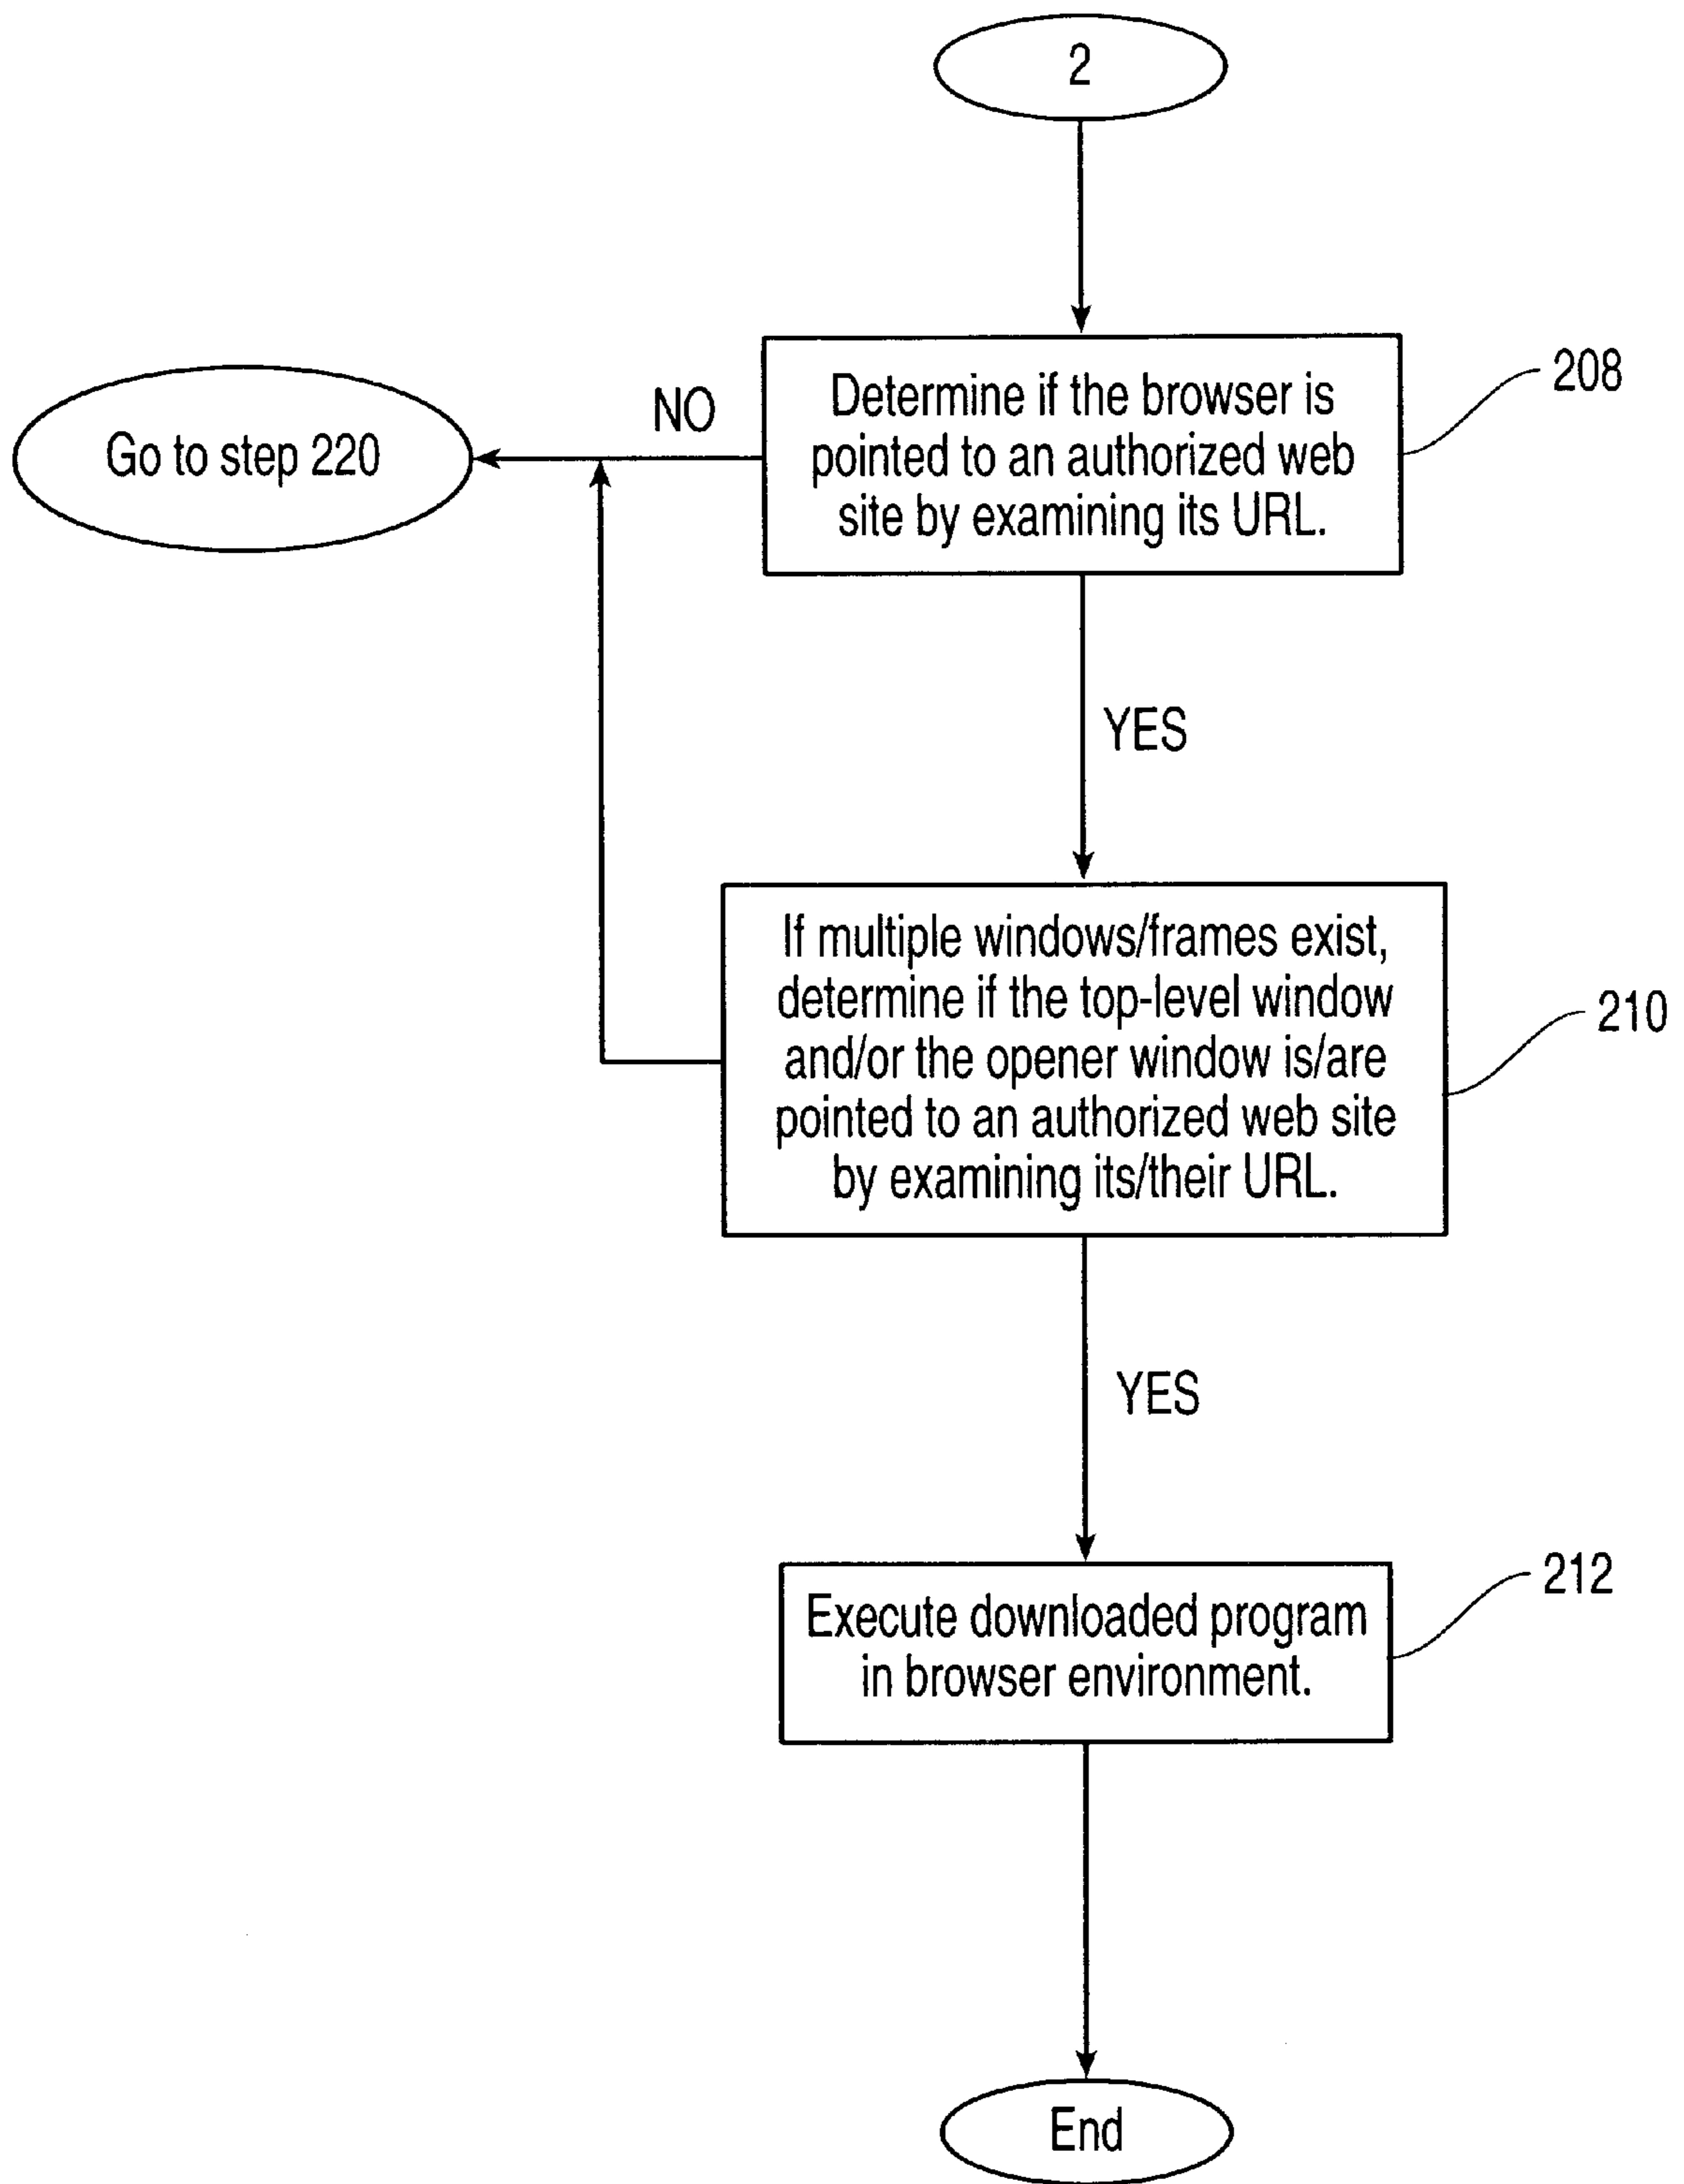 2
Determine if the browser is
pointed to an authorized web
site by examining its URL.
208
NO
Go to step 220
YES
If multiple windows/frames exist,
determine if the top-level window
and/or the opener window is/are
pointed to an authorized web site
by examining its/their URL.
210
YES
Execute downloaded program
in browser environment.
212
End